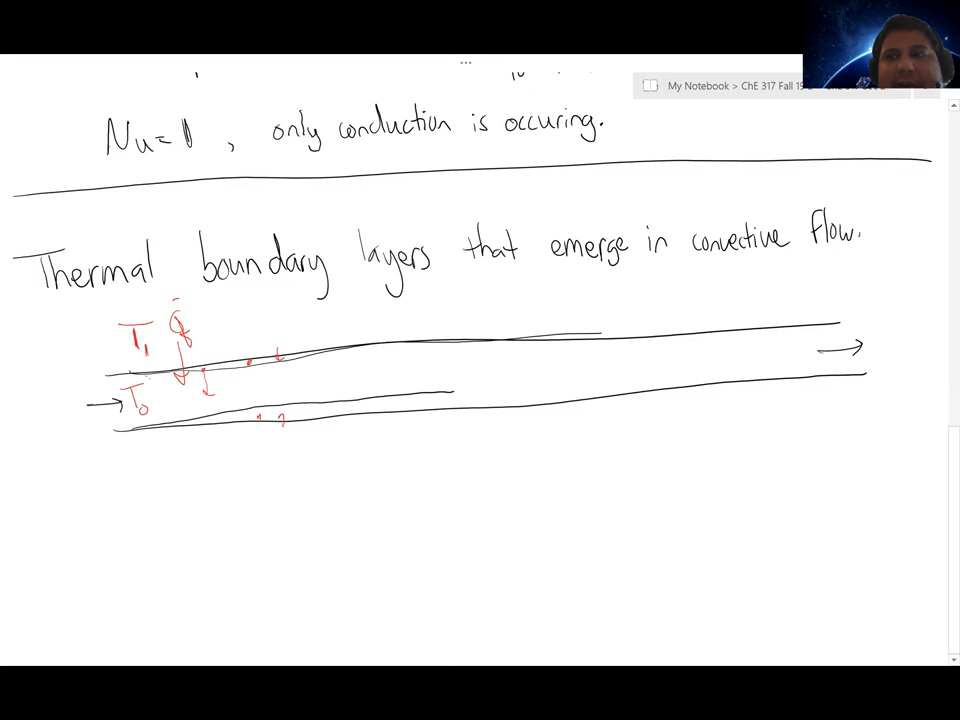 My Notebook > ChE 317 Fall 19
Nu=1, only conduction is occuring.
Thermal boundary layers that emerge in convective flow.
T₁ q
T₀